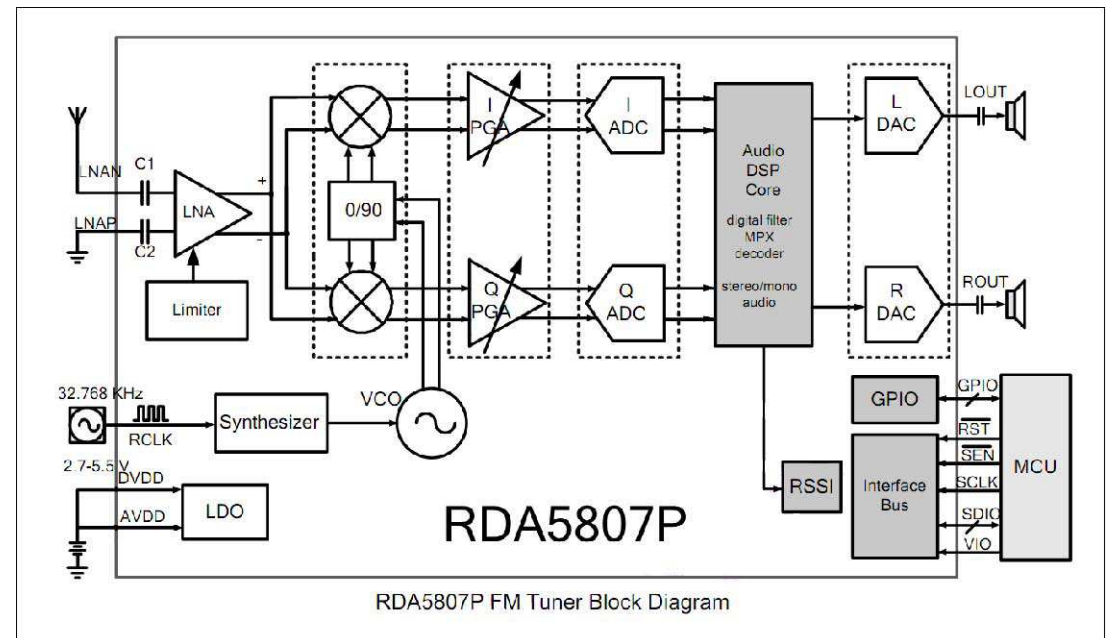 LNAN
C1
LNAP
C2
LNA
+
-
Limiter
0/90
I
PGA
I
ADC
Q
PGA
Q
ADC
Audio
DSP
Core
digital filter
MPX
decoder
stereo/mono
audio
L
DAC
LOUT
R
DAC
ROUT
32.768 KHz
RCLK
Synthesizer
VCO
2.7-5.5 V
DVDD
AVDD
LDO
RSSI
GPIO
GPIO
Interface
Bus
RST
SEN
SCLK
SDIO
VIO
MCU
RDA5807P
RDA5807P FM Tuner Block Diagram